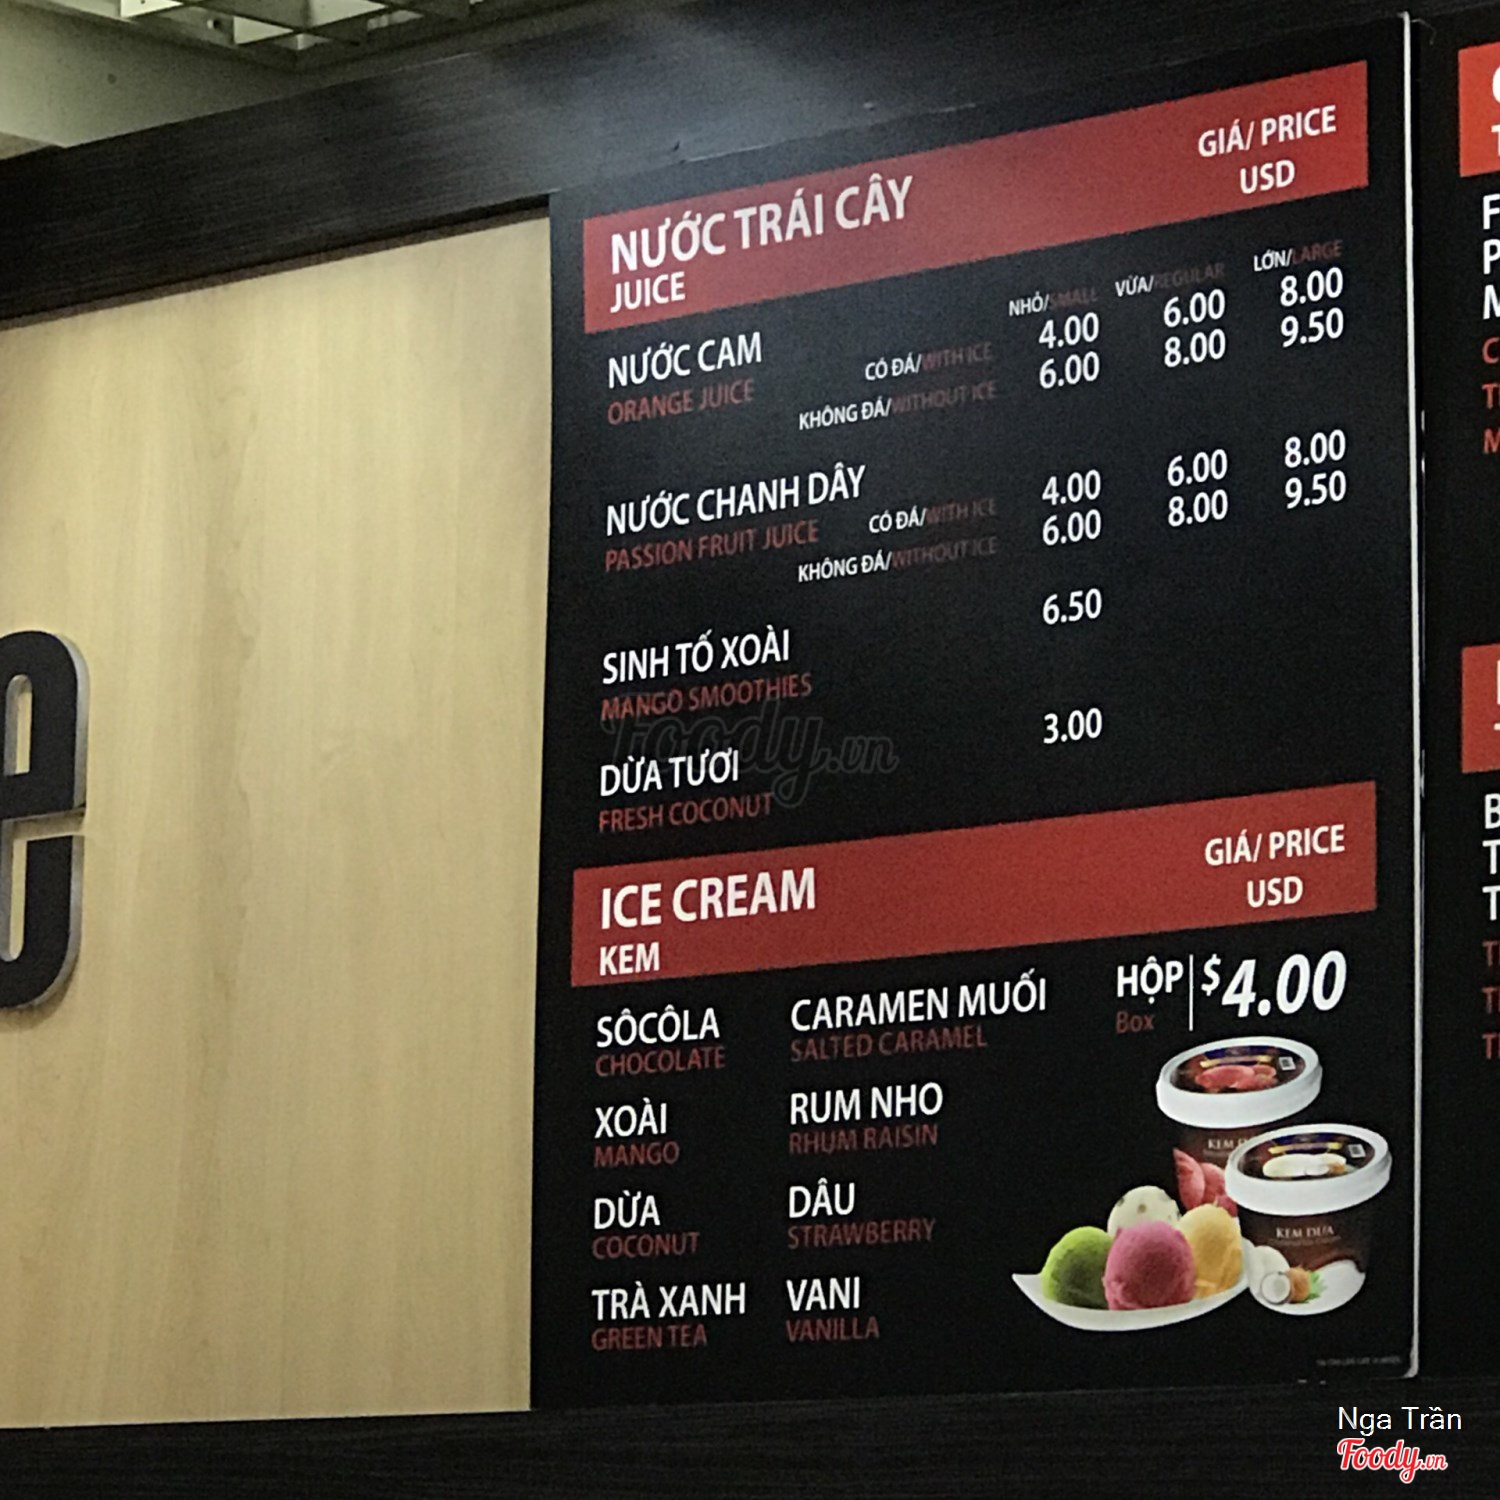 NƯỚC TRÁI CÂY
JUICE
GIÁ/ PRICE
USD
NHỎ/SMALL VỪA/REGULAR LỚN/LARGE
NƯỚC CAM
ORANGE JUICE
CÓ ĐÁ/WITH ICE 4.00 6.00 8.00
KHÔNG ĐÁ/WITHOUT ICE 6.00 8.00 9.50
NƯỚC CHANH DÂY
PASSION FRUIT JUICE
CÓ ĐÁ/WITH ICE 4.00 6.00 8.00
KHÔNG ĐÁ/WITHOUT ICE 6.00 8.00 9.50
SINH TỐ XOÀI 6.50
MANGO SMOOTHIES
DỪA TƯƠI 3.00
FRESH COCONUT
Foody.vn
ICE CREAM
KEM
GIÁ/ PRICE
USD
HỘP $4.00
Box
SÔCÔLA CARAMEN MUỐI
CHOCOLATE SALTED CARAMEL
XOÀI RUM NHO
MANGO RHUM RAISIN
DỪA DÂU
COCONUT STRAWBERRY
TRÀ XANH VANI
GREEN TEA VANILLA
KEM DỪA
e
Nga Trần
Foody.vn